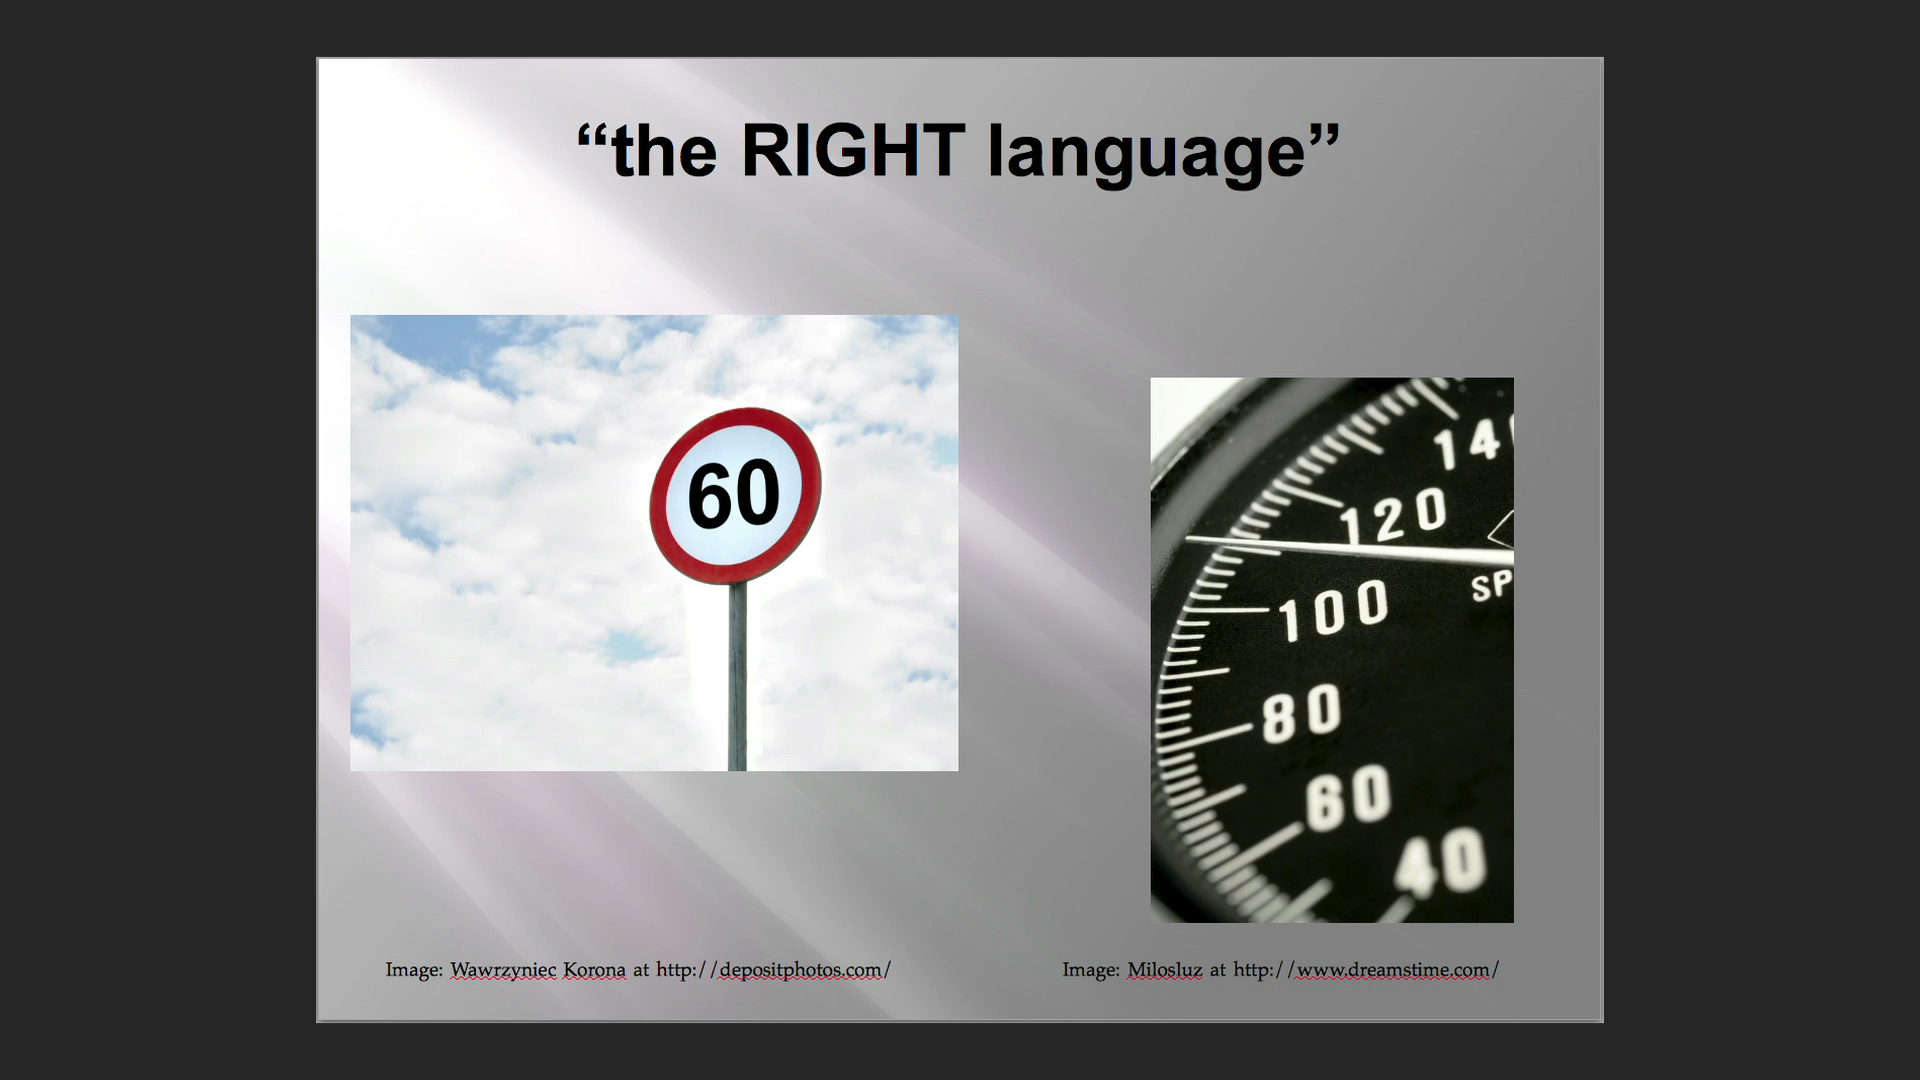 “the RIGHT language”
60
140
120
SP
100
80
60
40
Image: Wawrzyniec Korona at http://depositphotos.com/
Image: Milosluz at http://www.dreamstime.com/